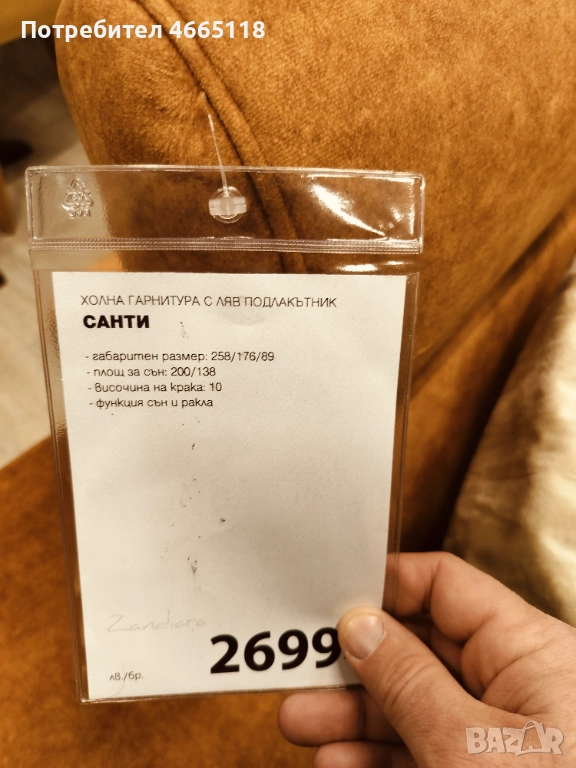 Потребител 4665118
ХОЛНА ГАРНИТУРА С ЛЯВ ПОДЛАКЪТНИК
САНТИ
- габаритен размер: 258/176/89
- площ за сън: 200/138
- височина на крака: 10
- функция сън и ракла
Zandiara
2699
лв./бр.
BAZAR